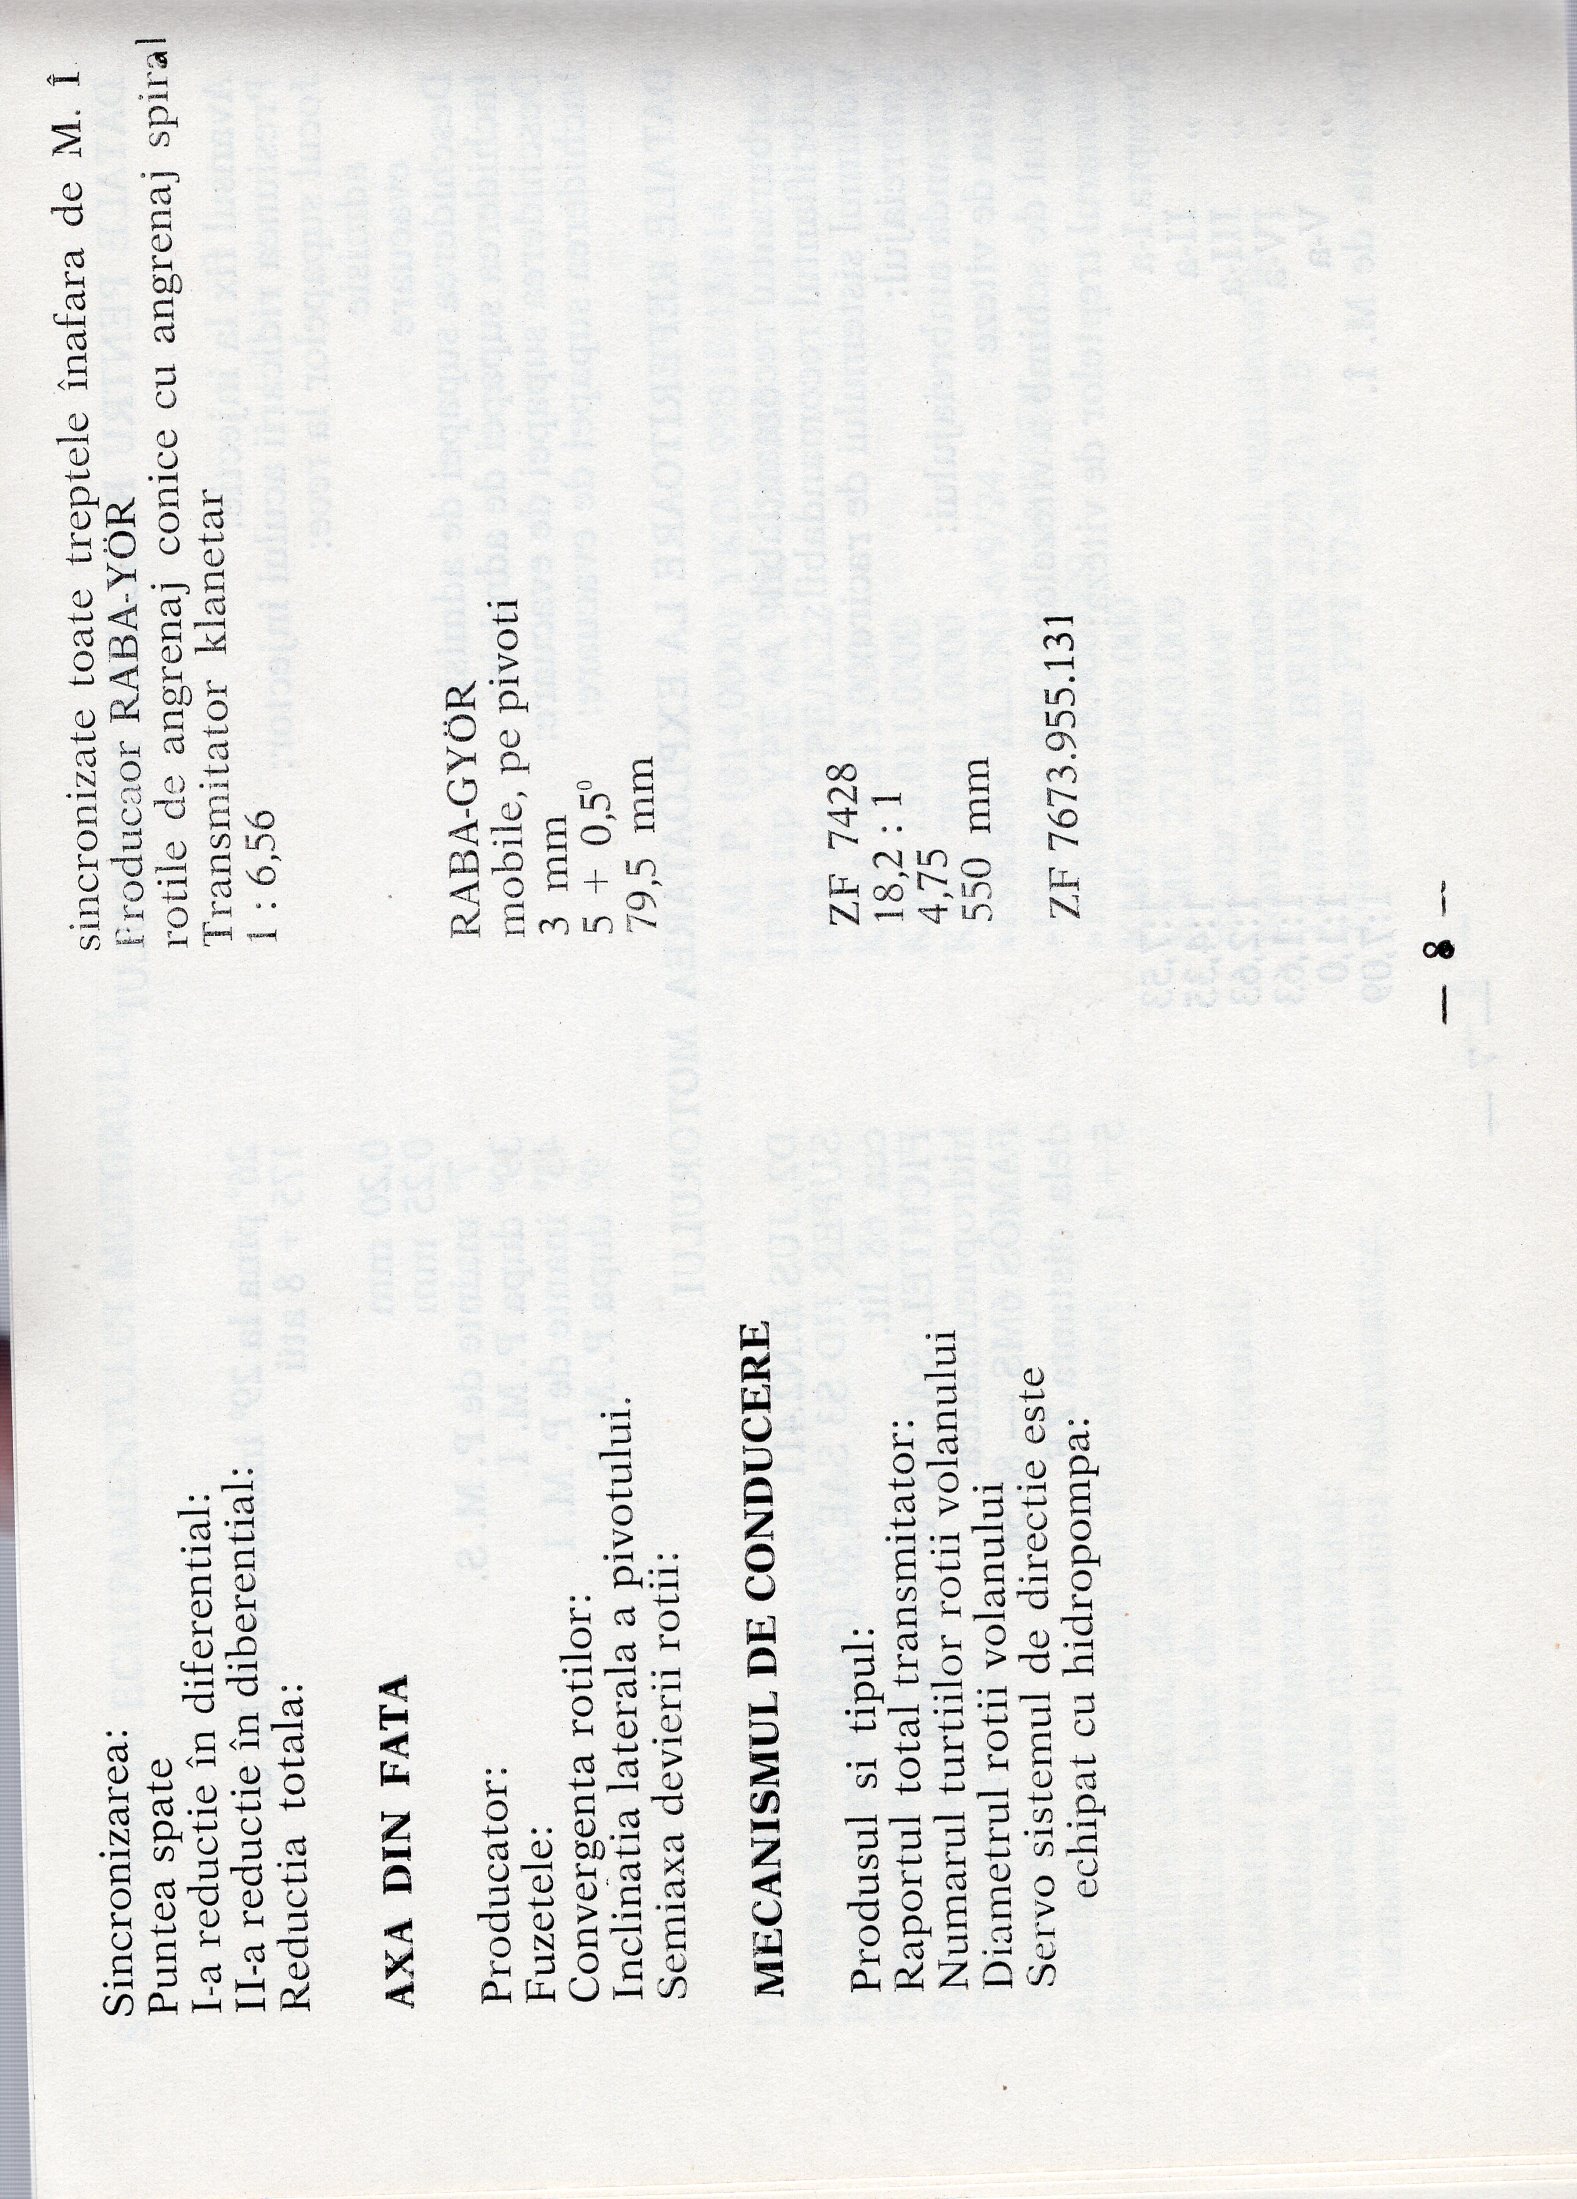 Sincronizarea: sincronizate toate treptele înafara de M. Î
Puntea spate Froducaor RABA-YÖR
I-a reductie în diferential: rotile de angrenaj conice cu angrenaj spiral
II-a reductie în diberential: Transmitator klanetar
Reductia totala: 1 : 6,56
AXA DIN FATA
Producator: RABA-GYÖR
Fuzetele: mobile, pe pivoti
Convergenta rotilor: 3 mm
Inclinatia laterala a pivotului. 5 + 0,5⁰
Semiaxa devierii rotii: 79,5 mm
MECANISMUL DE CONDUCERE
Produsul si tipul: ZF 7428
Raportul total transmitator: 18,2 : 1
Numarul turtiilor rotii volanului 4,75
Diametrul rotii volanului 550 mm
Servo sistemul de directie este
echipat cu hidropompa: ZF 7673.955.131
— 8 —